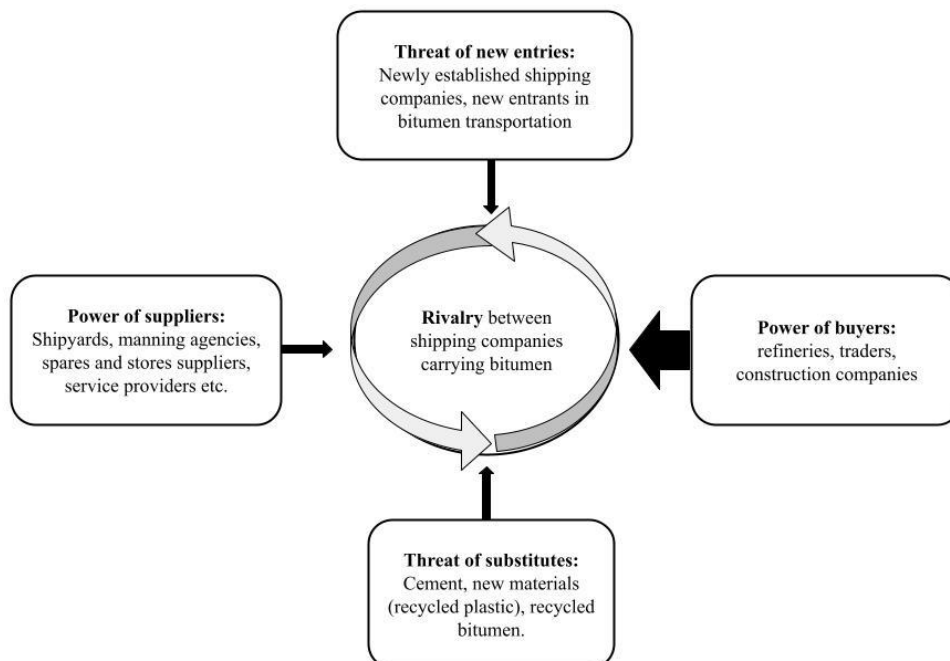 Threat of new entries:
Newly established shipping
companies, new entrants in
bitumen transportation
Power of suppliers:
Shipyards, manning agencies,
spares and stores suppliers,
service providers etc.
Rivalry between
shipping companies
carrying bitumen
Power of buyers:
refineries, traders,
construction companies
Threat of substitutes:
Cement, new materials
(recycled plastic), recycled
bitumen.